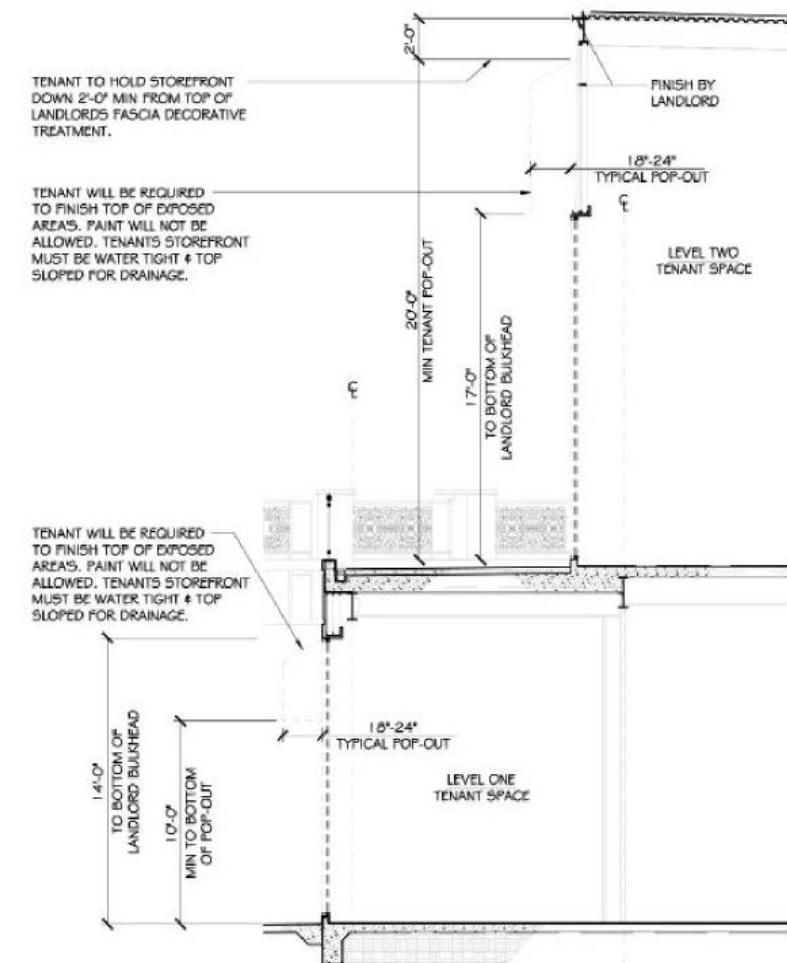 2'-0"
TENANT TO HOLD STOREFRONT
DOWN 2'-0" MIN FROM TOP OF
LANDLORDS FASCIA DECORATIVE
TREATMENT.
FINISH BY
LANDLORD
18"-24"
TYPICAL POP-OUT
TENANT WILL BE REQUIRED
TO FINISH TOP OF EXPOSED
AREA'S. PAINT WILL NOT BE
ALLOWED. TENANTS STOREFRONT
MUST BE WATER TIGHT & TOP
SLOPED FOR DRAINAGE.
℄
LEVEL TWO
TENANT SPACE
20'-0"
MIN TENANT POP-OUT
17'-0"
TO BOTTOM OF
LANDLORD BULKHEAD
℄
TENANT WILL BE REQUIRED
TO FINISH TOP OF EXPOSED
AREA'S. PAINT WILL NOT BE
ALLOWED. TENANTS STOREFRONT
MUST BE WATER TIGHT & TOP
SLOPED FOR DRAINAGE.
18"-24"
TYPICAL POP-OUT
14'-0"
TO BOTTOM OF
LANDLORD BULKHEAD
10'-0"
MIN TO BOTTOM
OF POP-OUT
LEVEL ONE
TENANT SPACE